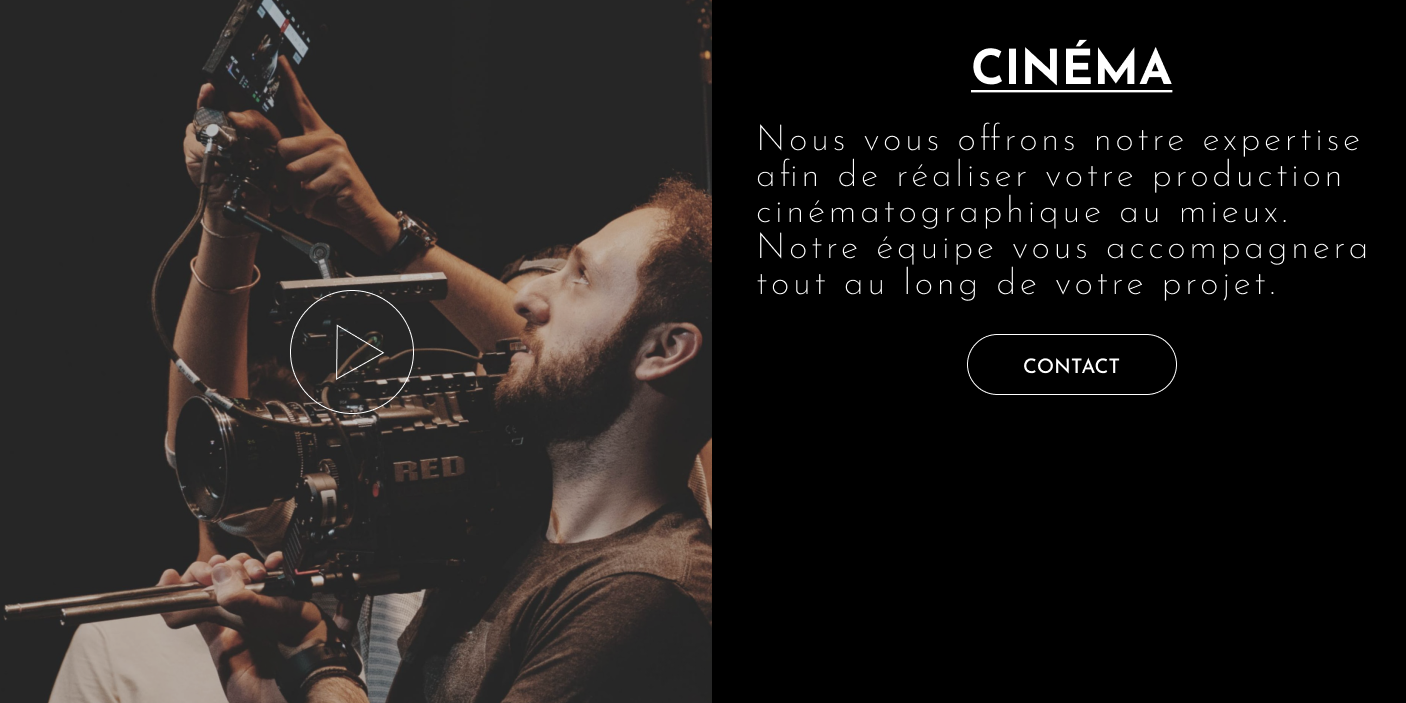 CINÉMA
Nous vous offrons notre expertise
afin de réaliser votre production
cinématographique au mieux.
Notre équipe vous accompagnera
tout au long de votre projet.
CONTACT
RED